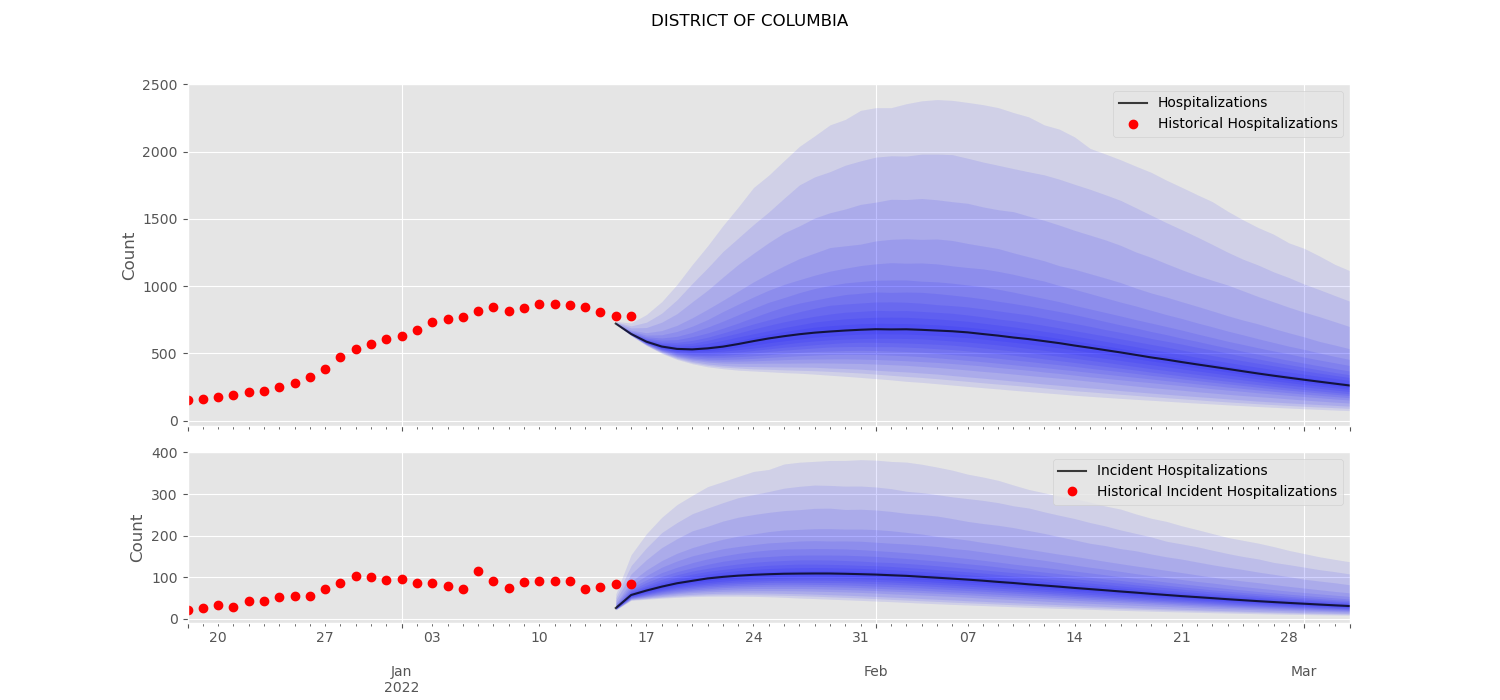 DISTRICT OF COLUMBIA
2500
2000
1500
1000
500
0
Count
Hospitalizations
Historical Hospitalizations
400
300
200
100
0
Count
Incident Hospitalizations
Historical Incident Hospitalizations
20 27 03 10 17 24 31 07 14 21 28
Jan Feb Mar
2022